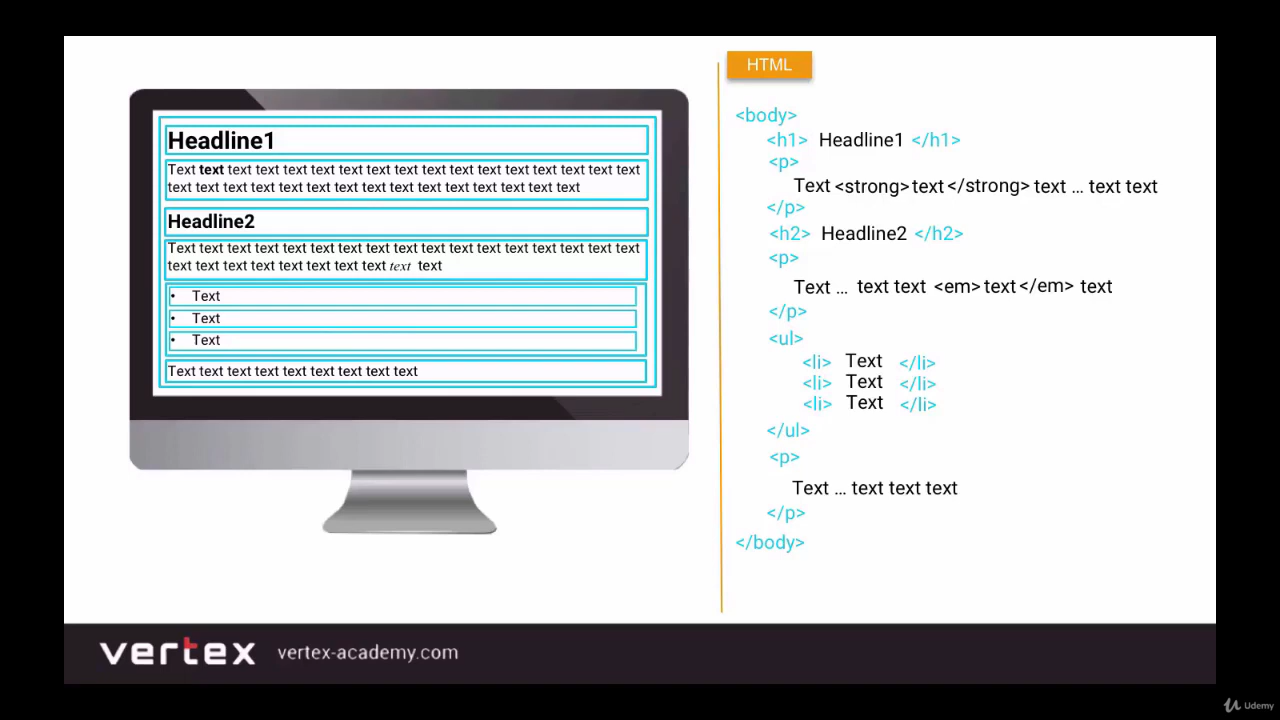 Headline1
Text text text text text text text text text text text text text text text text text
text text text text text text text text text text text text text text text
Headline2
Text text text text text text text text text text text text text text text text text
text text text text text text text text text text
• Text
• Text
• Text
Text text text text text text text text text
HTML
<body>
<h1> Headline1 </h1>
<p>
Text <strong> text </strong> text ... text text
</p>
<h2> Headline2 </h2>
<p>
Text ... text text <em> text </em> text
</p>
<ul>
<li> Text </li>
<li> Text </li>
<li> Text </li>
</ul>
<p>
Text ... text text text
</p>
</body>
vertex vertex-academy.com
Udemy